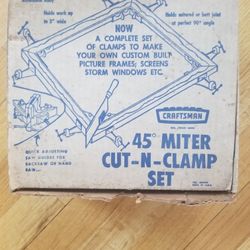 Holds work up
to 3" wide
Holds mitered or butt joint
at perfect 90° angle
NOW
A COMPLETE SET
OF CLAMPS TO MAKE
YOUR OWN CUSTOM BUILT
PICTURE FRAMES; SCREENS
STORM WINDOWS ETC.
CRAFTSMAN
45° MITER
CUT-N-CLAMP
SET
QUICK ADJUSTING
SAW GUIDES FOR
BACKSAW OR HAND
SAW